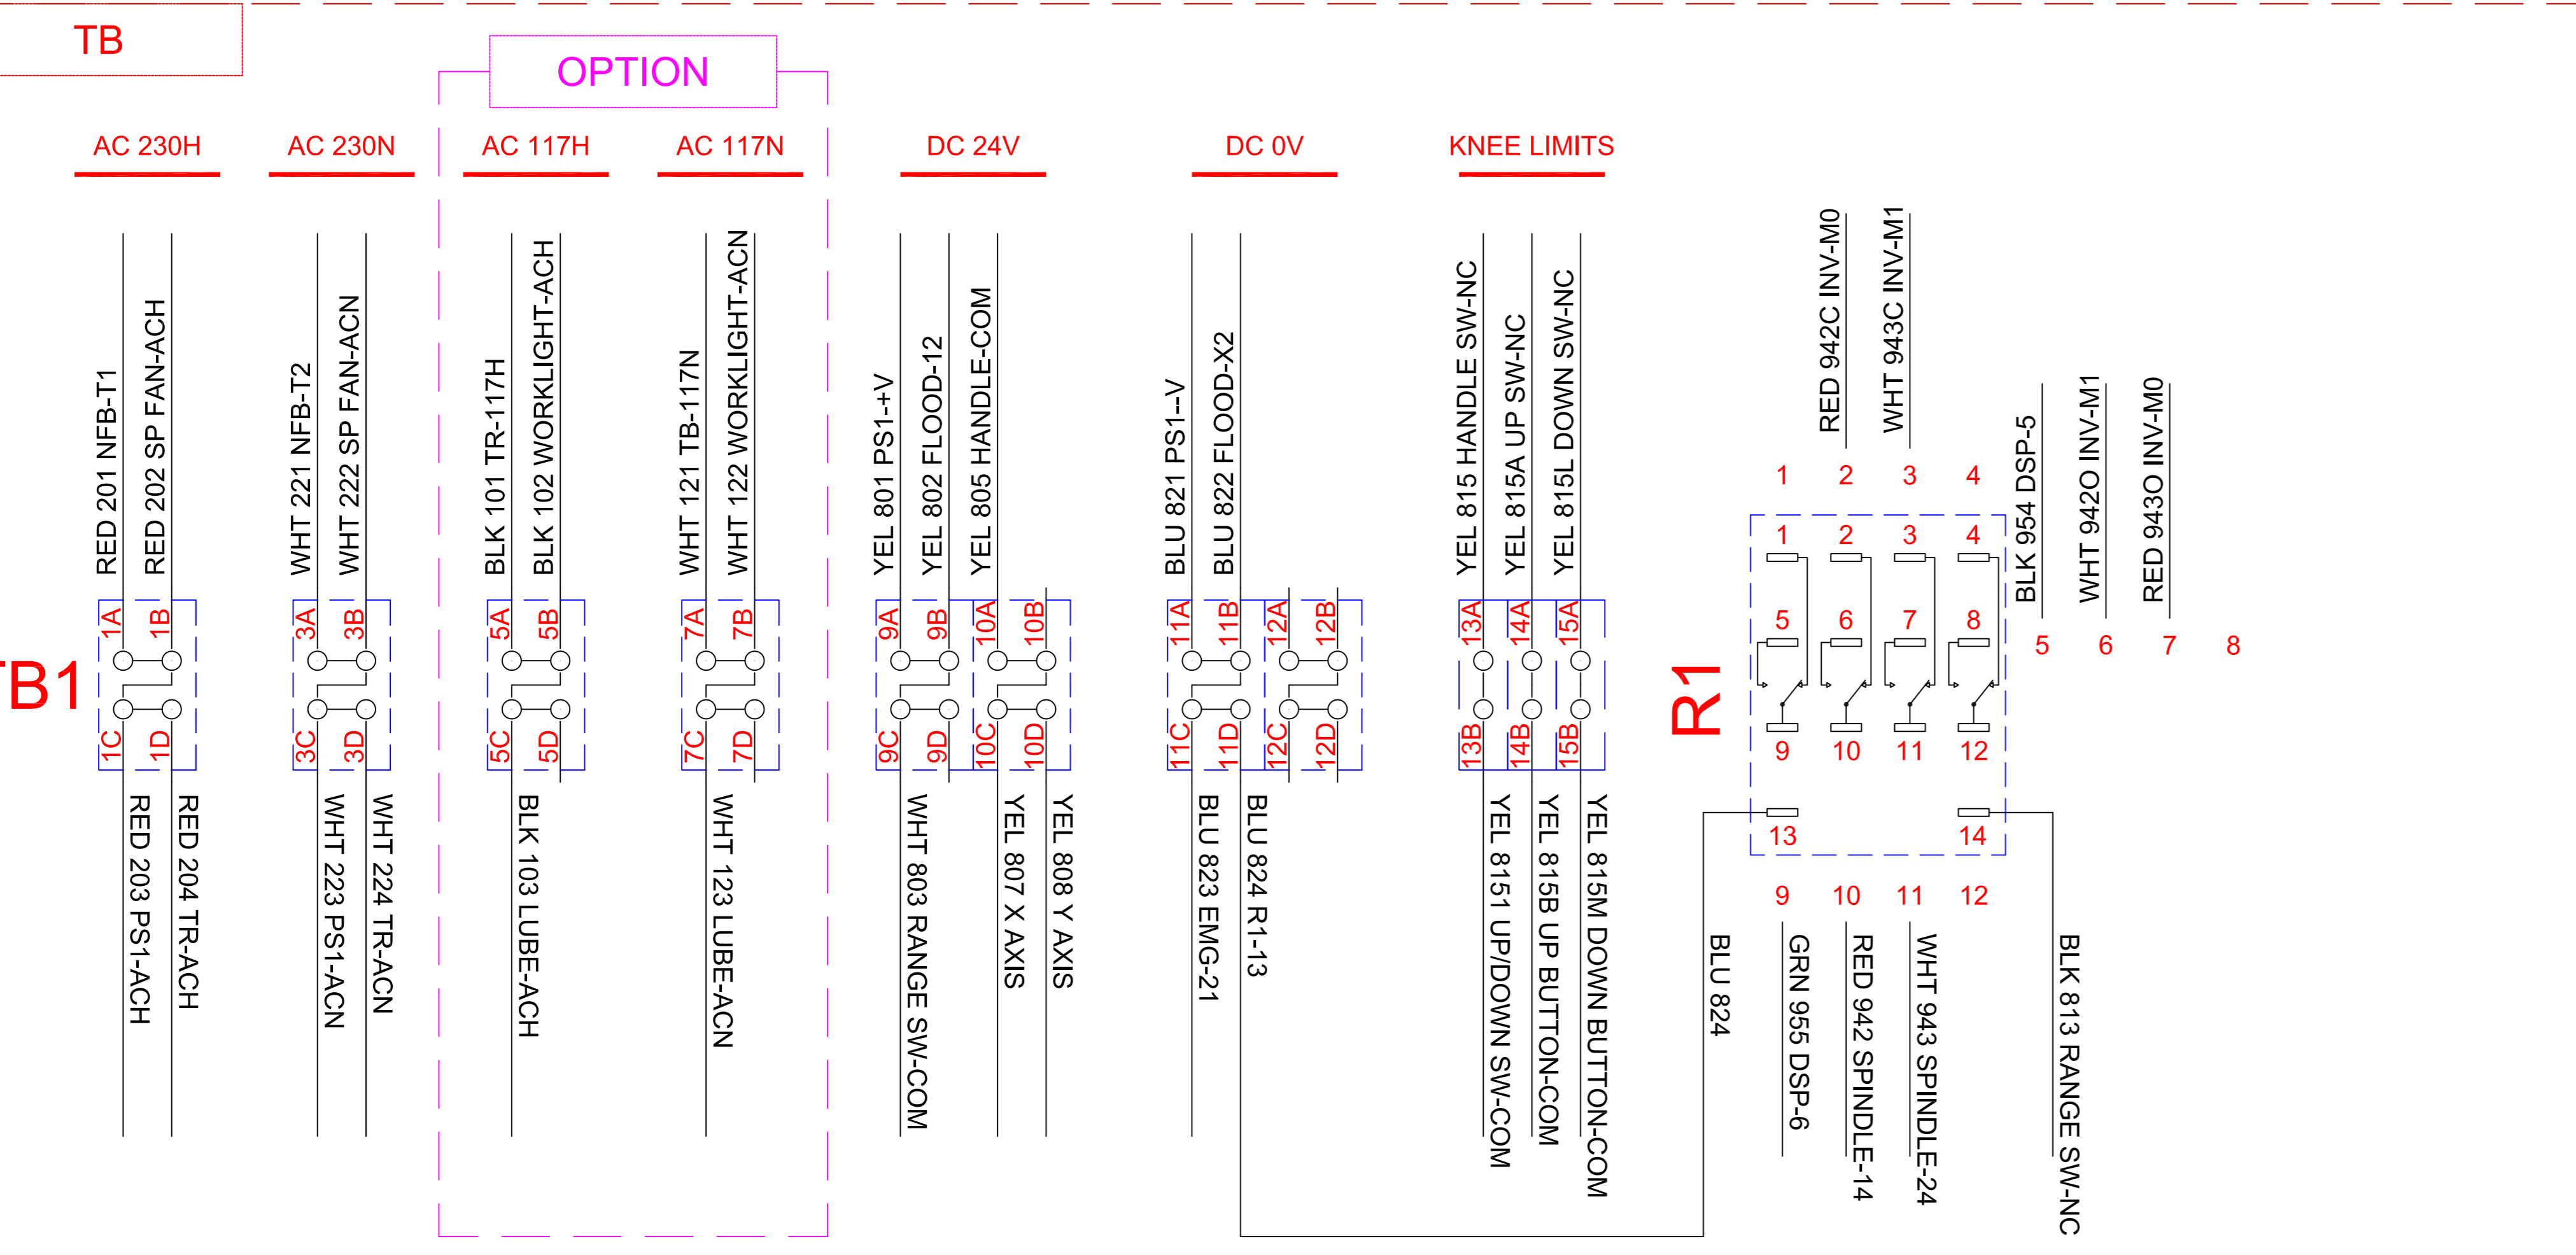 TB
OPTION
AC 230H
AC 230N
AC 117H
AC 117N
DC 24V
DC 0V
KNEE LIMITS
RED 201 NFB-T1
RED 202 SP FAN-ACH
WHT 221 NFB-T2
WHT 222 SP FAN-ACN
BLK 101 TR-117H
BLK 102 WORKLIGHT-ACH
WHT 121 TB-117N
WHT 122 WORKLIGHT-ACN
YEL 801 PS1-+V
YEL 802 FLOOD-12
YEL 805 HANDLE-COM
BLU 821 PS1--V
BLU 822 FLOOD-X2
YEL 815 HANDLE SW-NC
YEL 815A UP SW-NC
YEL 815L DOWN SW-NC
RED 942C INV-M0
WHT 943C INV-M1
BLK 954 DSP-5
WHT 942O INV-M1
RED 943O INV-M0
1 2 3 4
1 2 3 4
5 6 7 8
5 6 7 8
9 10 11 12
13 14
9 10 11 12
TB1
R1
1A 1B 3A 3B 5A 5B 7A 7B 9A 9B 10A 10B 11A 11B 12A 12B 13A 14A 15A
1C 1D 3C 3D 5C 5D 7C 7D 9C 9D 10C 10D 11C 11D 12C 12D 13B 14B 15B
RED 203 PS1-ACH
RED 204 TR-ACH
WHT 223 PS1-ACN
WHT 224 TR-ACN
BLK 103 LUBE-ACH
WHT 123 LUBE-ACN
WHT 803 RANGE SW-COM
YEL 807 X AXIS
YEL 808 Y AXIS
BLU 823 EMG-21
BLU 824 R1-13
YEL 8151 UP/DOWN SW-COM
YEL 815B UP BUTTON-COM
YEL 815M DOWN BUTTON-COM
BLU 824
GRN 955 DSP-6
RED 942 SPINDLE-14
WHT 943 SPINDLE-24
BLK 813 RANGE SW-NC